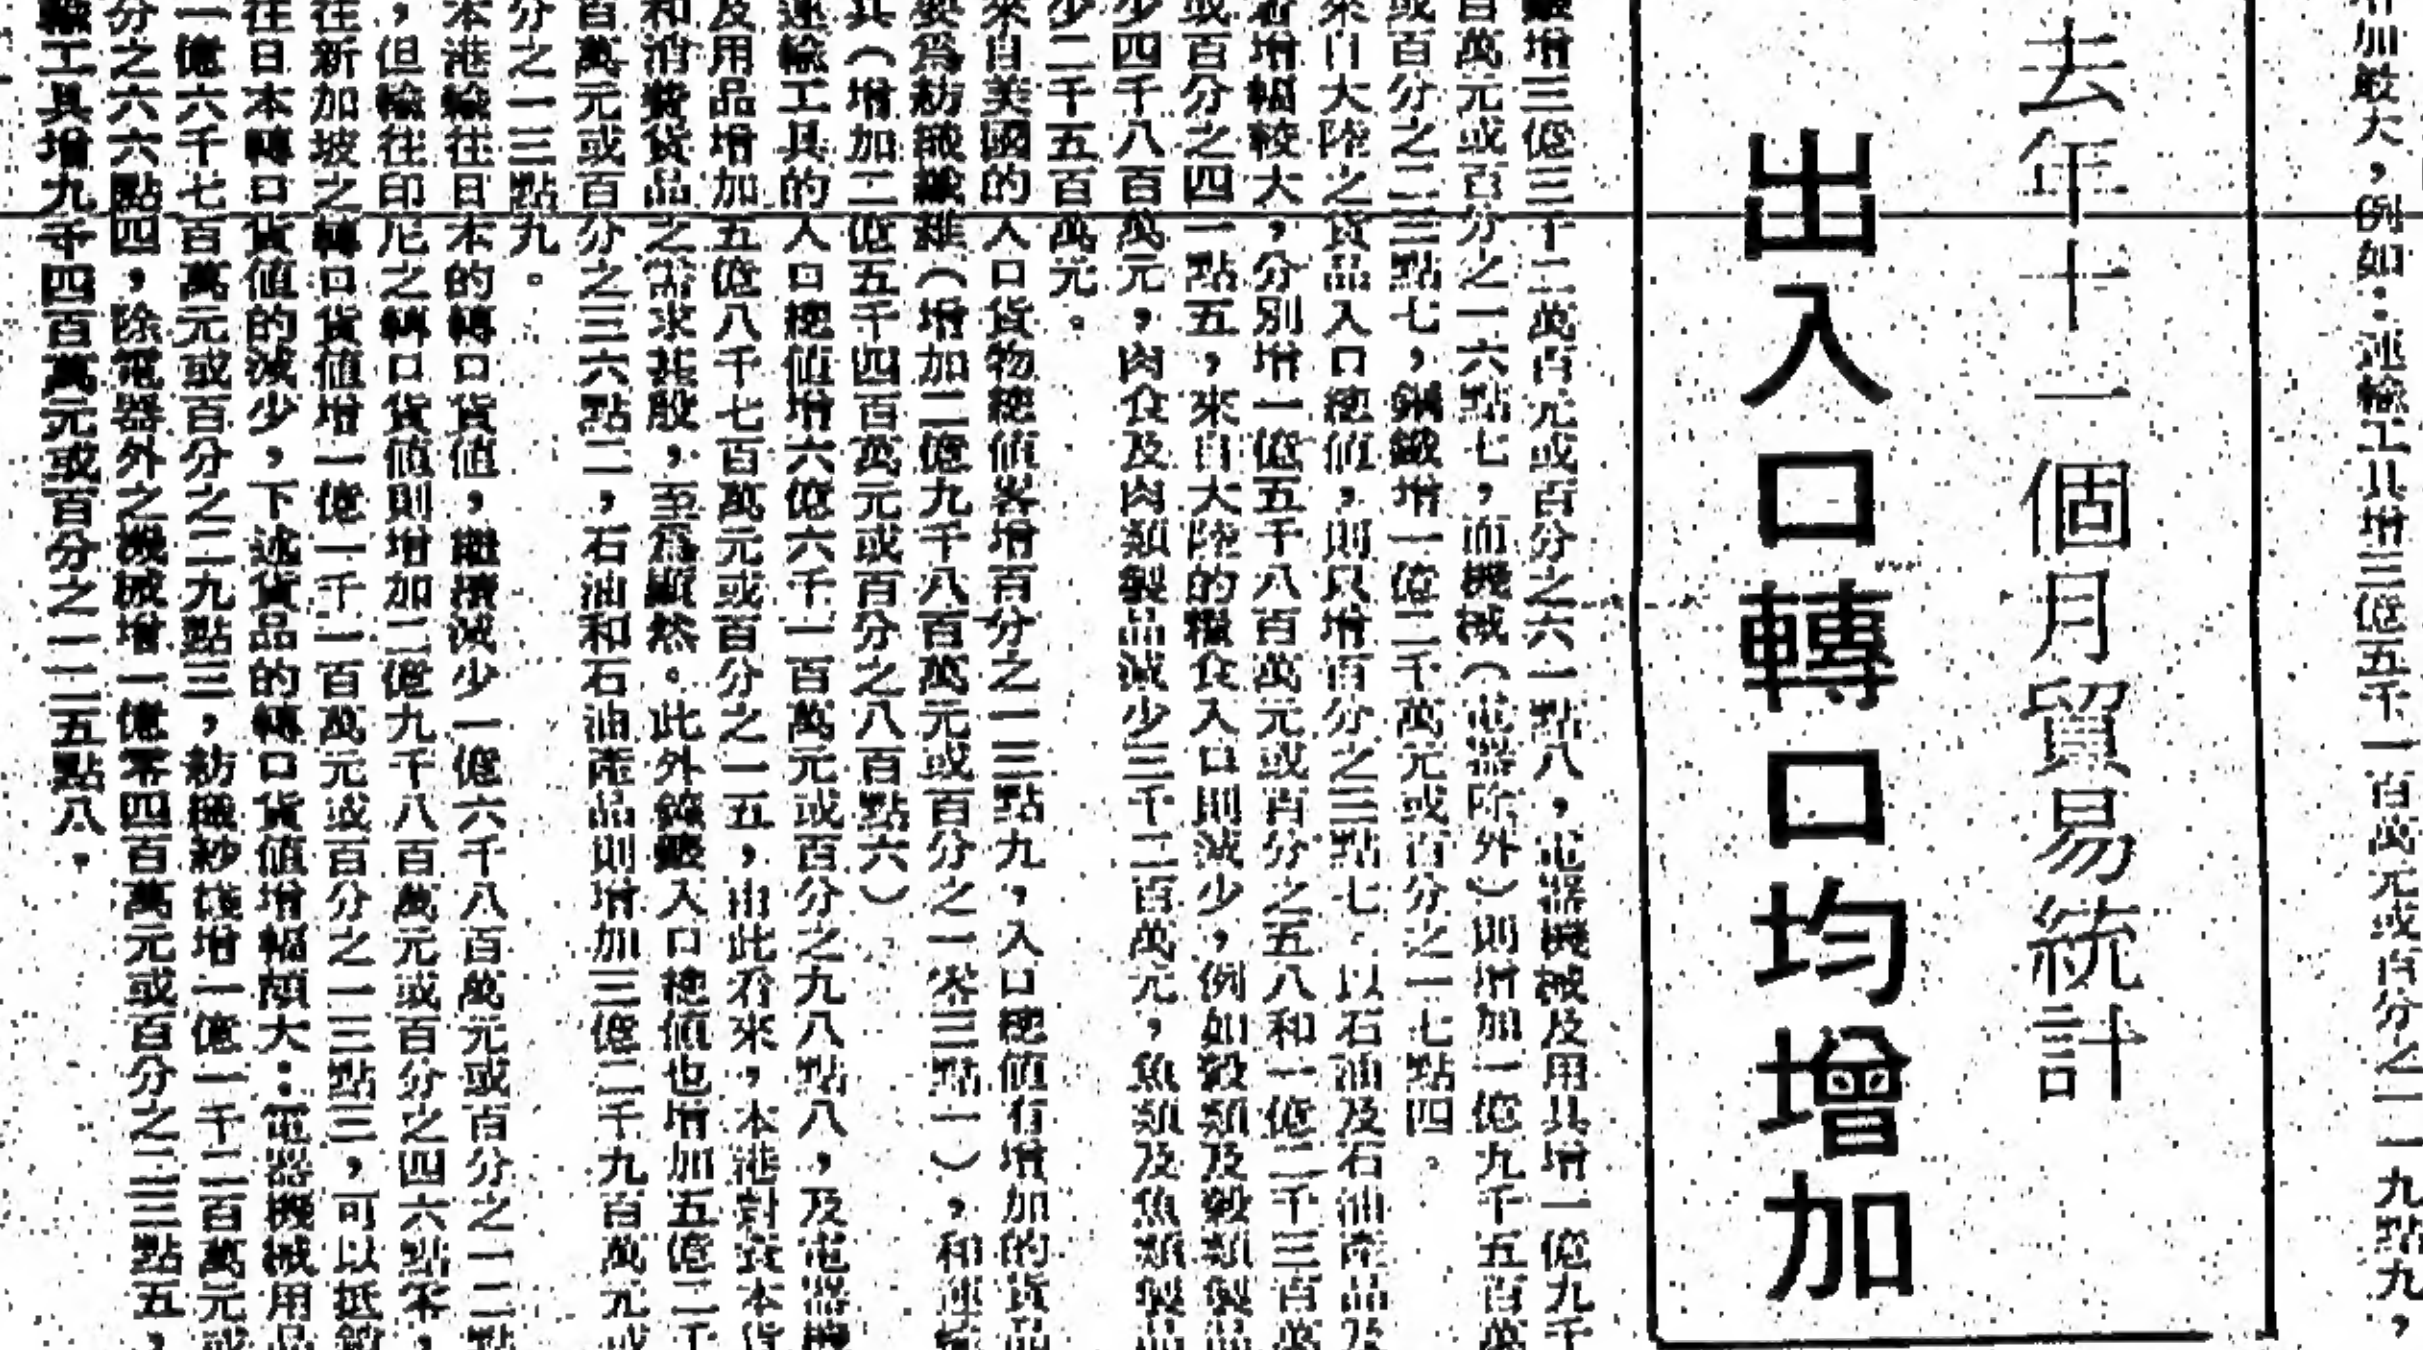 增加較大，例如：運輸工具增三億五千一百萬元或百分之一一九點九，
去年十一個月貿易統計
出入口轉口均增加
增三億三千二萬百元或百分之六一點八，電器機械及用具增一億九千
百萬元或百分之一六點七，而機械（電器除外）則增加一億九千五百萬
或百分之二三點七，鋼鐵增一億二千萬元或百分之一七點四。
來自大陸之貨品入口總值，則只增百分之三點七，以石油及石油產品及
增幅較大，分別增一億五千八百萬元或百分之五八和一億二千三百萬
或百分之四一點五，來自大陸的糧食入口則減少，例如穀類及穀類製品
少四千八百萬元，肉食及肉類製品減少三千二百萬元，魚類及魚類製品
少二千五百萬元。
來自美國的入口貨物總值畧增百分之一三點九，入口總值有增加的貨品
要為紡織纖維（增加二億九千八百萬元或百分之一零三點一），和運輸
具（增加二億五千四百萬元或百分之八百點六）
運輸工具的入口總值增六億六千一百萬元或百分之九八點八，及電器機
及用品增加五億八千七百萬元或百分之一五，由此看來，本港對資本貨
和消費貨品之需求甚殷，至為顯然。此外鐘錶入口總值也增加五億二千
百萬元或百分之三六點二，石油和石油產品則增加三億二千九百萬元或
分之一三點九。
本港輸往日本的轉口貨值，繼續減少一億六千八百萬元或百分之一二點
，但輸往印尼之轉口貨值則增加二億九千八百萬元或百分之四六點零，
往新加坡之轉口貨值增一億一千一百萬元或百分之一三點三，可以抵銷
往日本轉口貨值的減少，下述貨品的轉口貨值增幅頗大：電器機械用品
一億六千七百萬元或百分之二九點三，紡織紗綫增一億一千二百萬元或
分之六六點四，除電器外之機械增一億零四百萬元或百分之三三點五，
輸工具增九千四百萬元或百分之一二五點八，